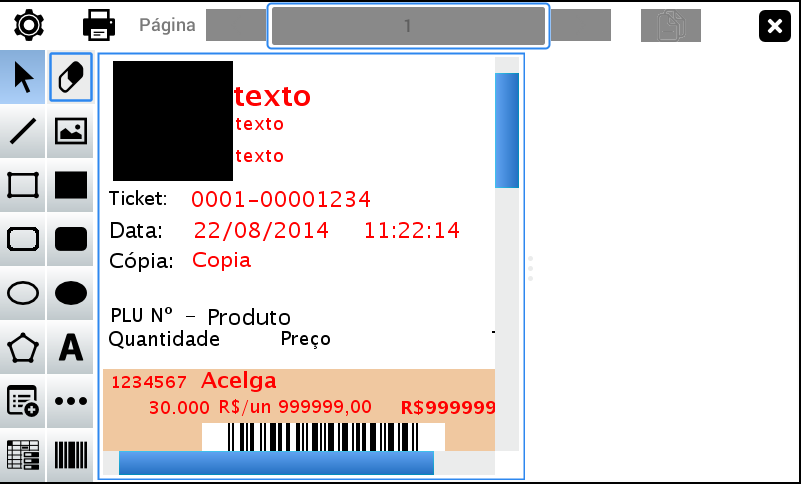 Página 1
texto
texto
texto
Ticket: 0001-00001234
Data: 22/08/2014 11:22:14
Cópia: Copia
PLU Nº - Produto
Quantidade Preço
1234567 Acelga
30.000 R$/un 999999,00 R$999999
A